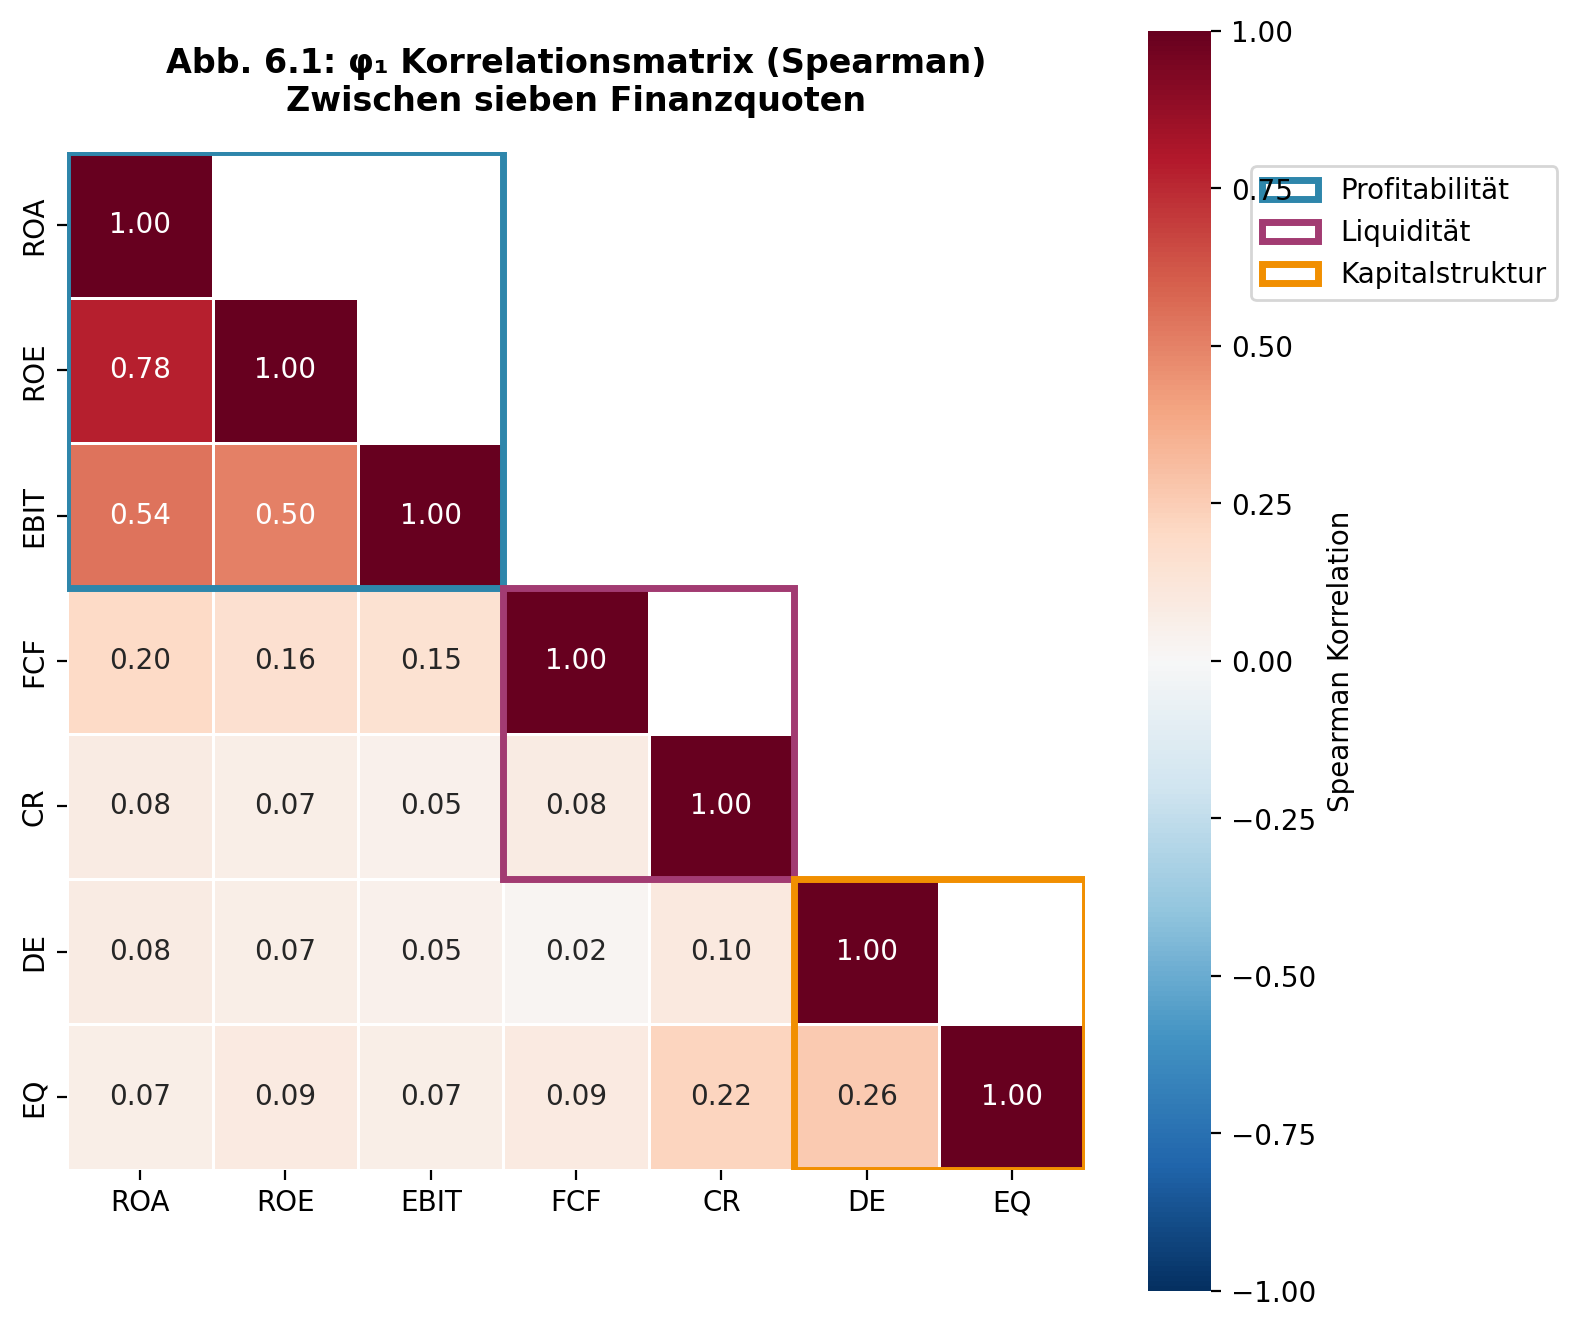 Abb. 6.1: φ₁ Korrelationsmatrix (Spearman)
Zwischen sieben Finanzquoten
ROA 1.00
ROE 0.78 1.00
EBIT 0.54 0.50 1.00
FCF 0.20 0.16 0.15 1.00
CR 0.08 0.07 0.05 0.08 1.00
DE 0.08 0.07 0.05 0.02 0.10 1.00
EQ 0.07 0.09 0.07 0.09 0.22 0.26 1.00
ROA ROE EBIT FCF CR DE EQ
1.00
0.75
0.50
0.25
0.00
−0.25
−0.50
−0.75
−1.00
Spearman Korrelation
Profitabilität
Liquidität
Kapitalstruktur